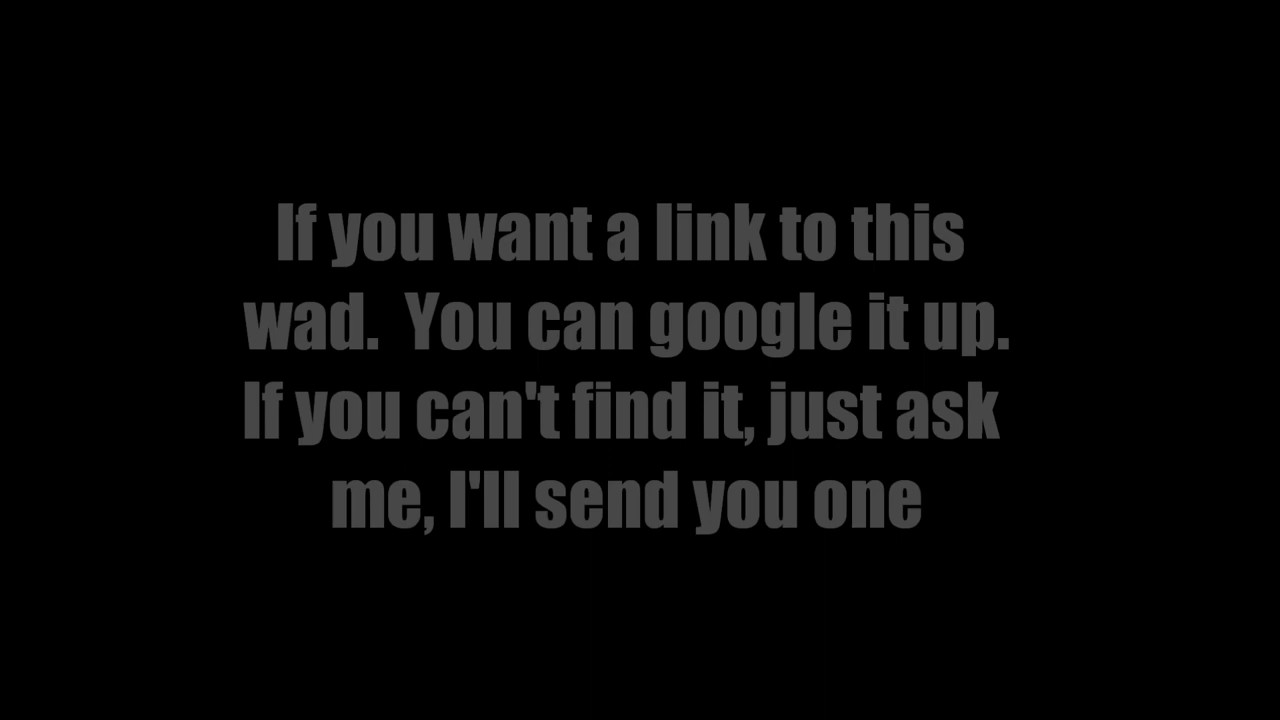 If you want a link to this
wad.  You can google it up.
If you can't find it, just ask
me, I'll send you one